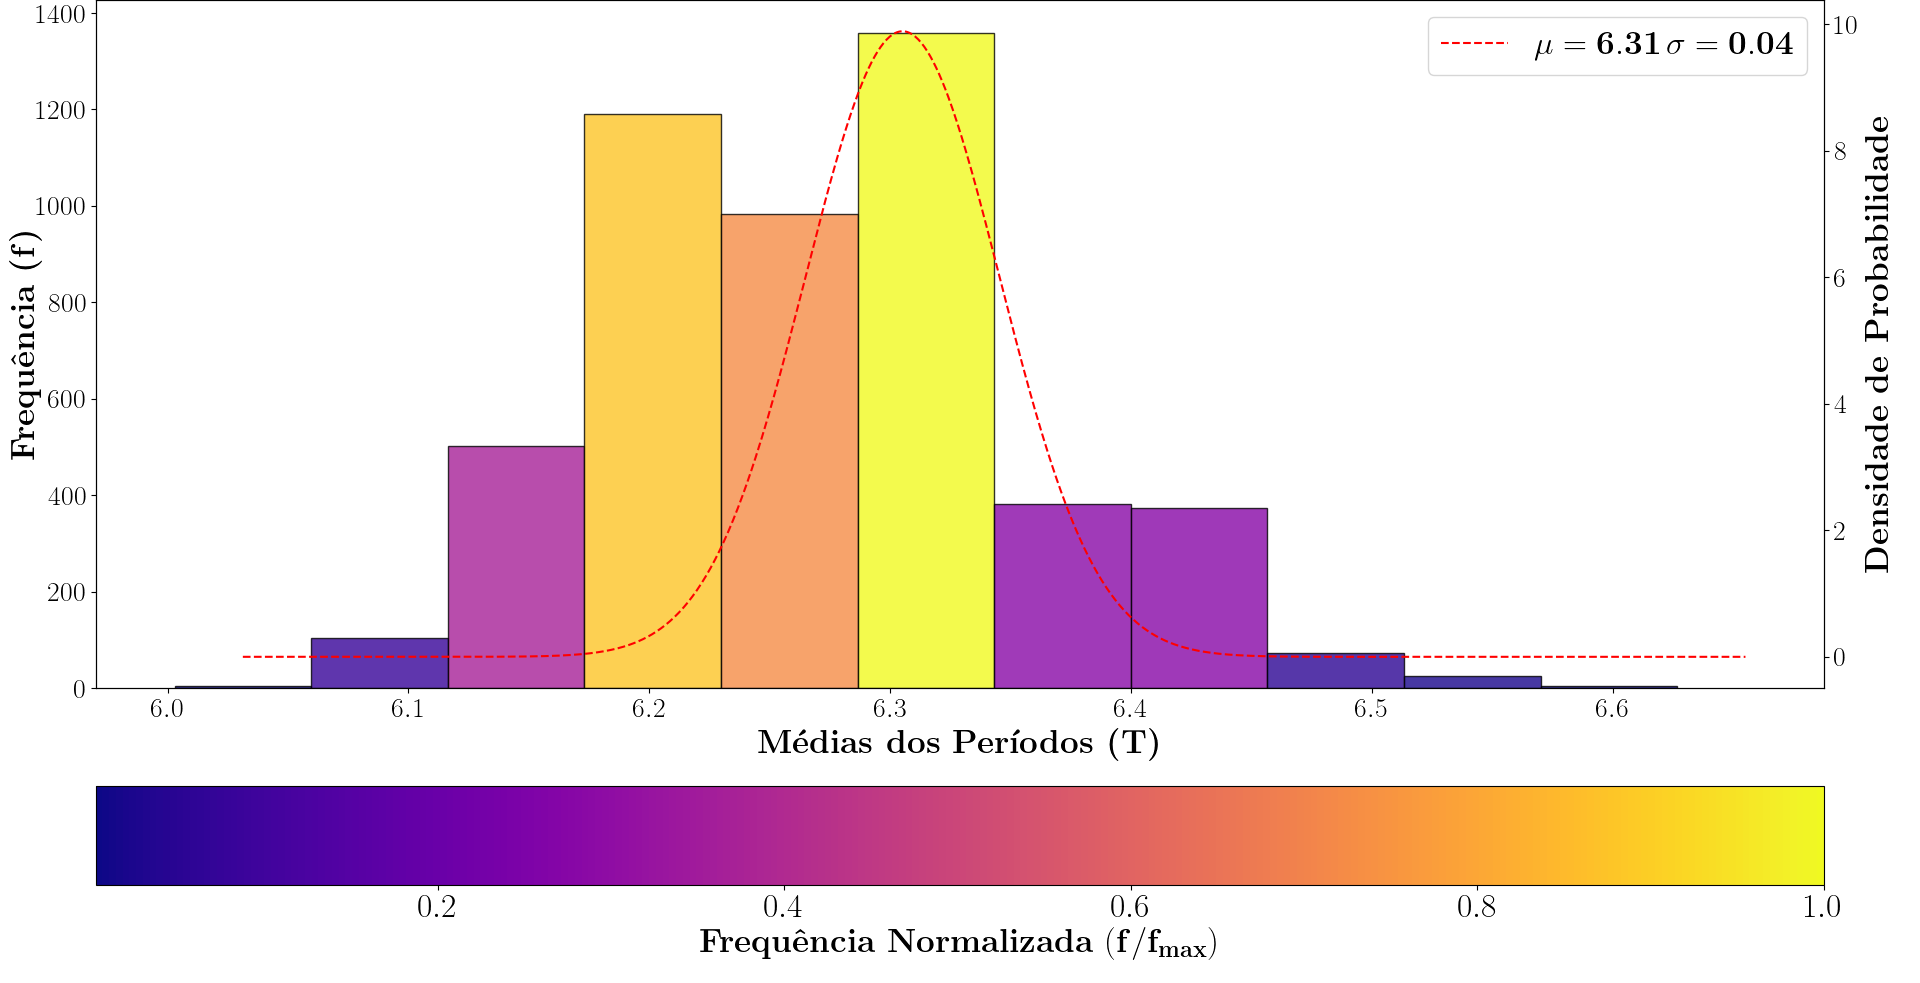 μ = 6.31 σ = 0.04
Frequência (f)
1400
1200
1000
800
600
400
200
0
10
8
6
4
2
0
Densidade de Probabilidade
6.0 6.1 6.2 6.3 6.4 6.5 6.6
Médias dos Períodos (T)
0.2 0.4 0.6 0.8 1.0
Frequência Normalizada (f/fmax)